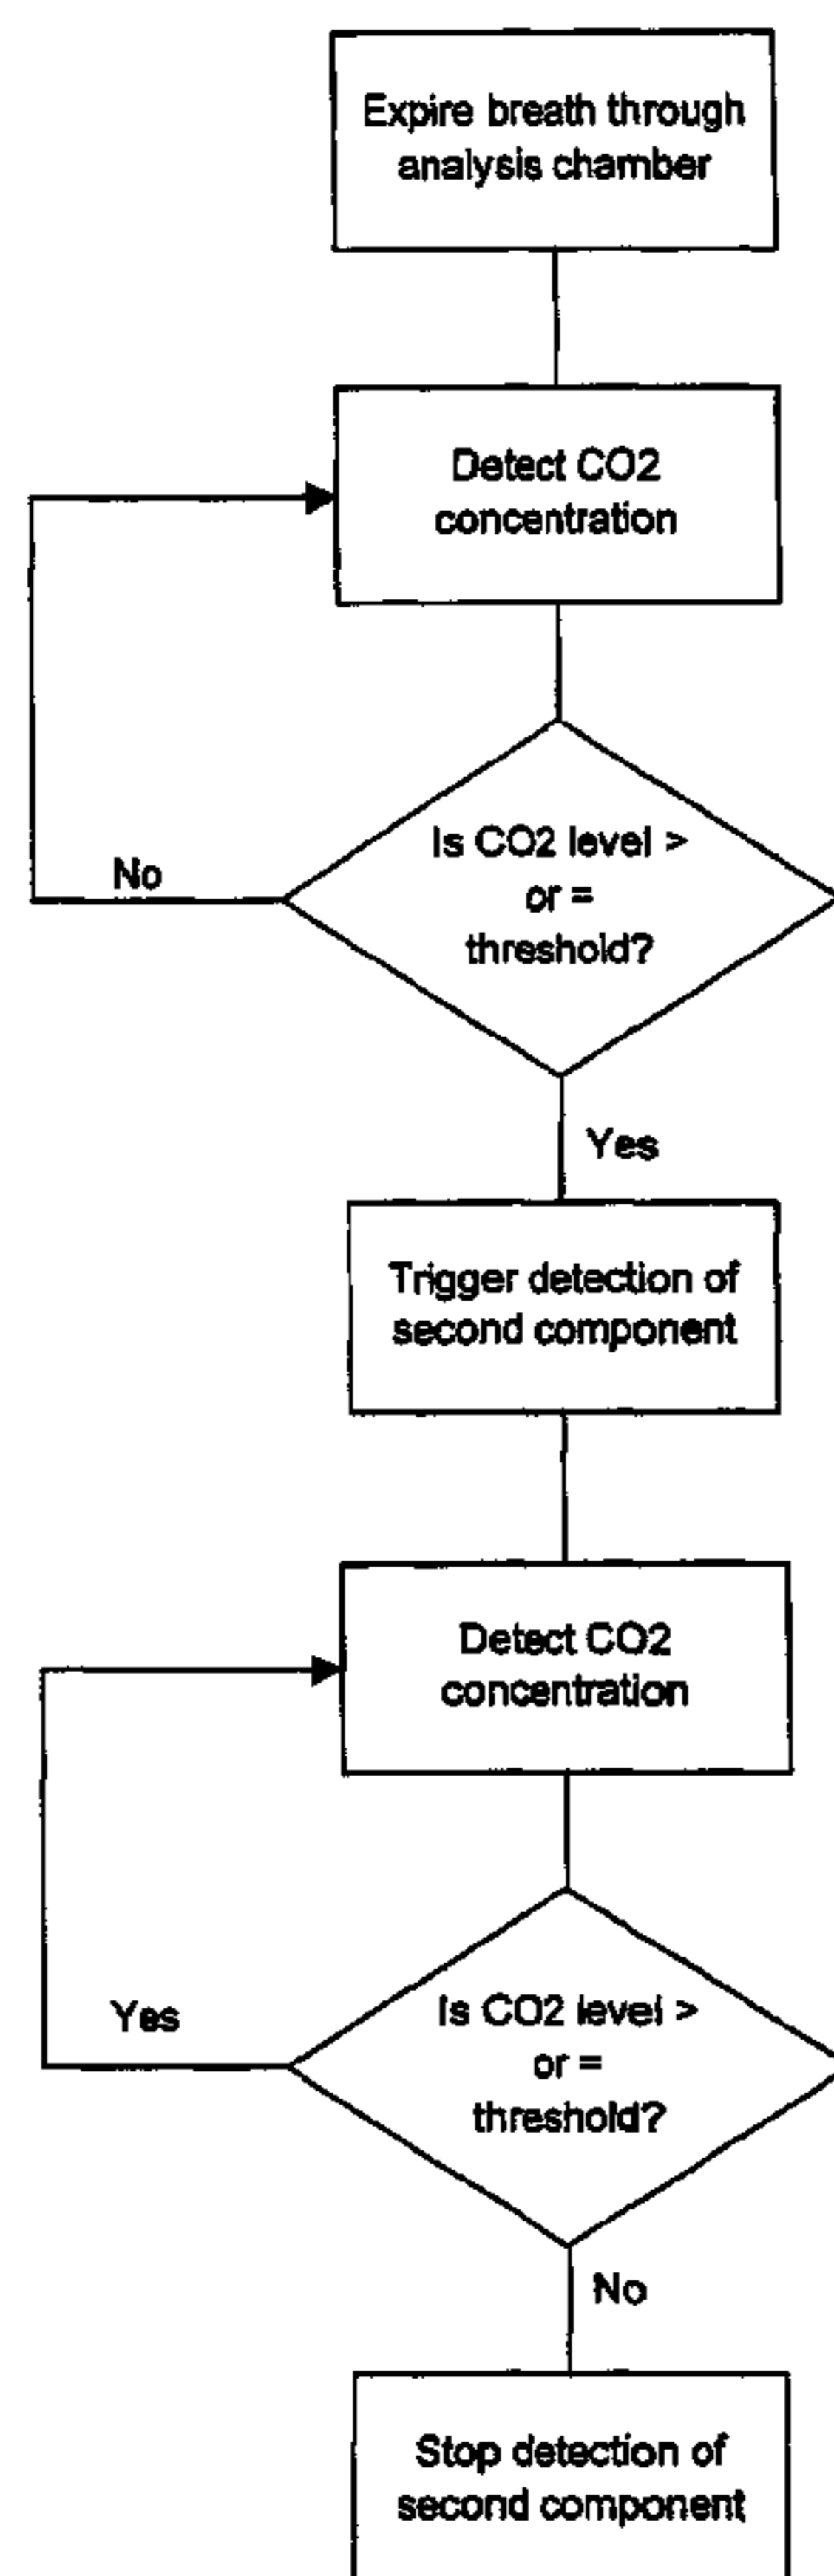 Expire breath through
analysis chamber
Detect CO2
concentration
Is CO2 level >
or =
threshold?
No
Yes
Trigger detection of
second component
Detect CO2
concentration
Is CO2 level >
or =
threshold?
Yes
No
Stop detection of
second component